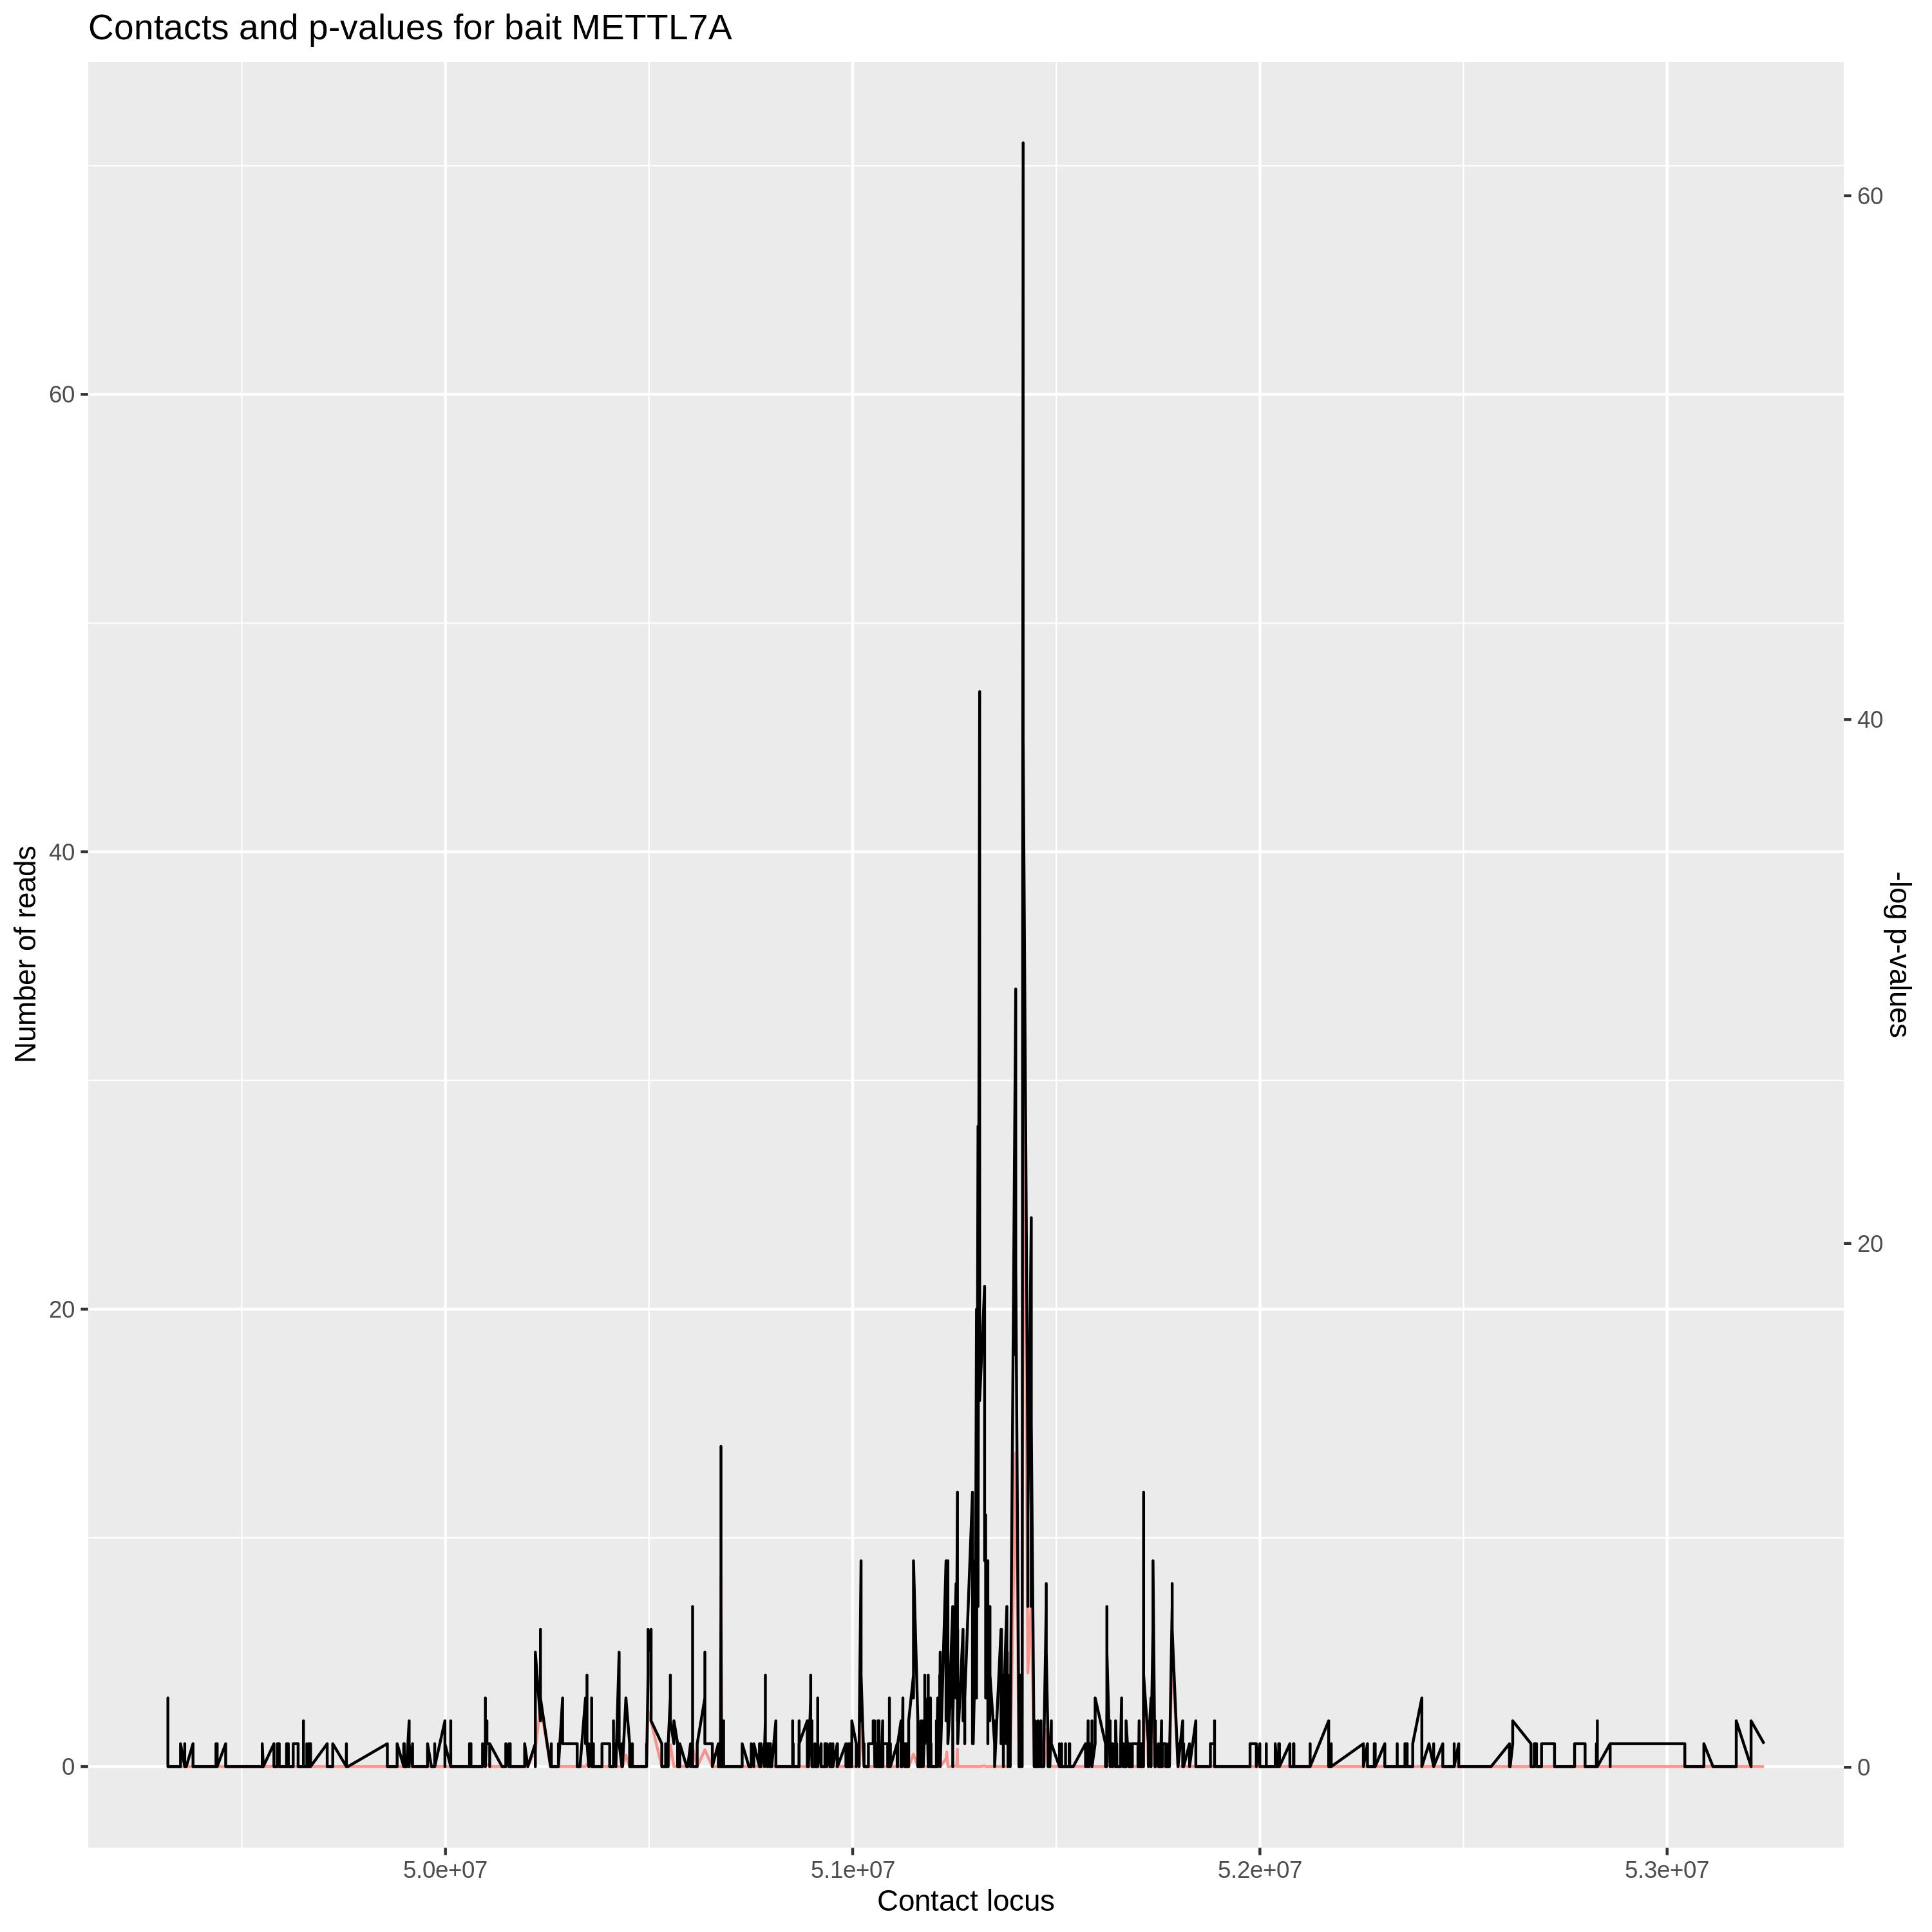 Contacts and p-values for bait METTL7A
60
40
20
0
Number of reads
60
40
20
0
-log p-values
5.0e+07
5.1e+07
5.2e+07
5.3e+07
Contact locus